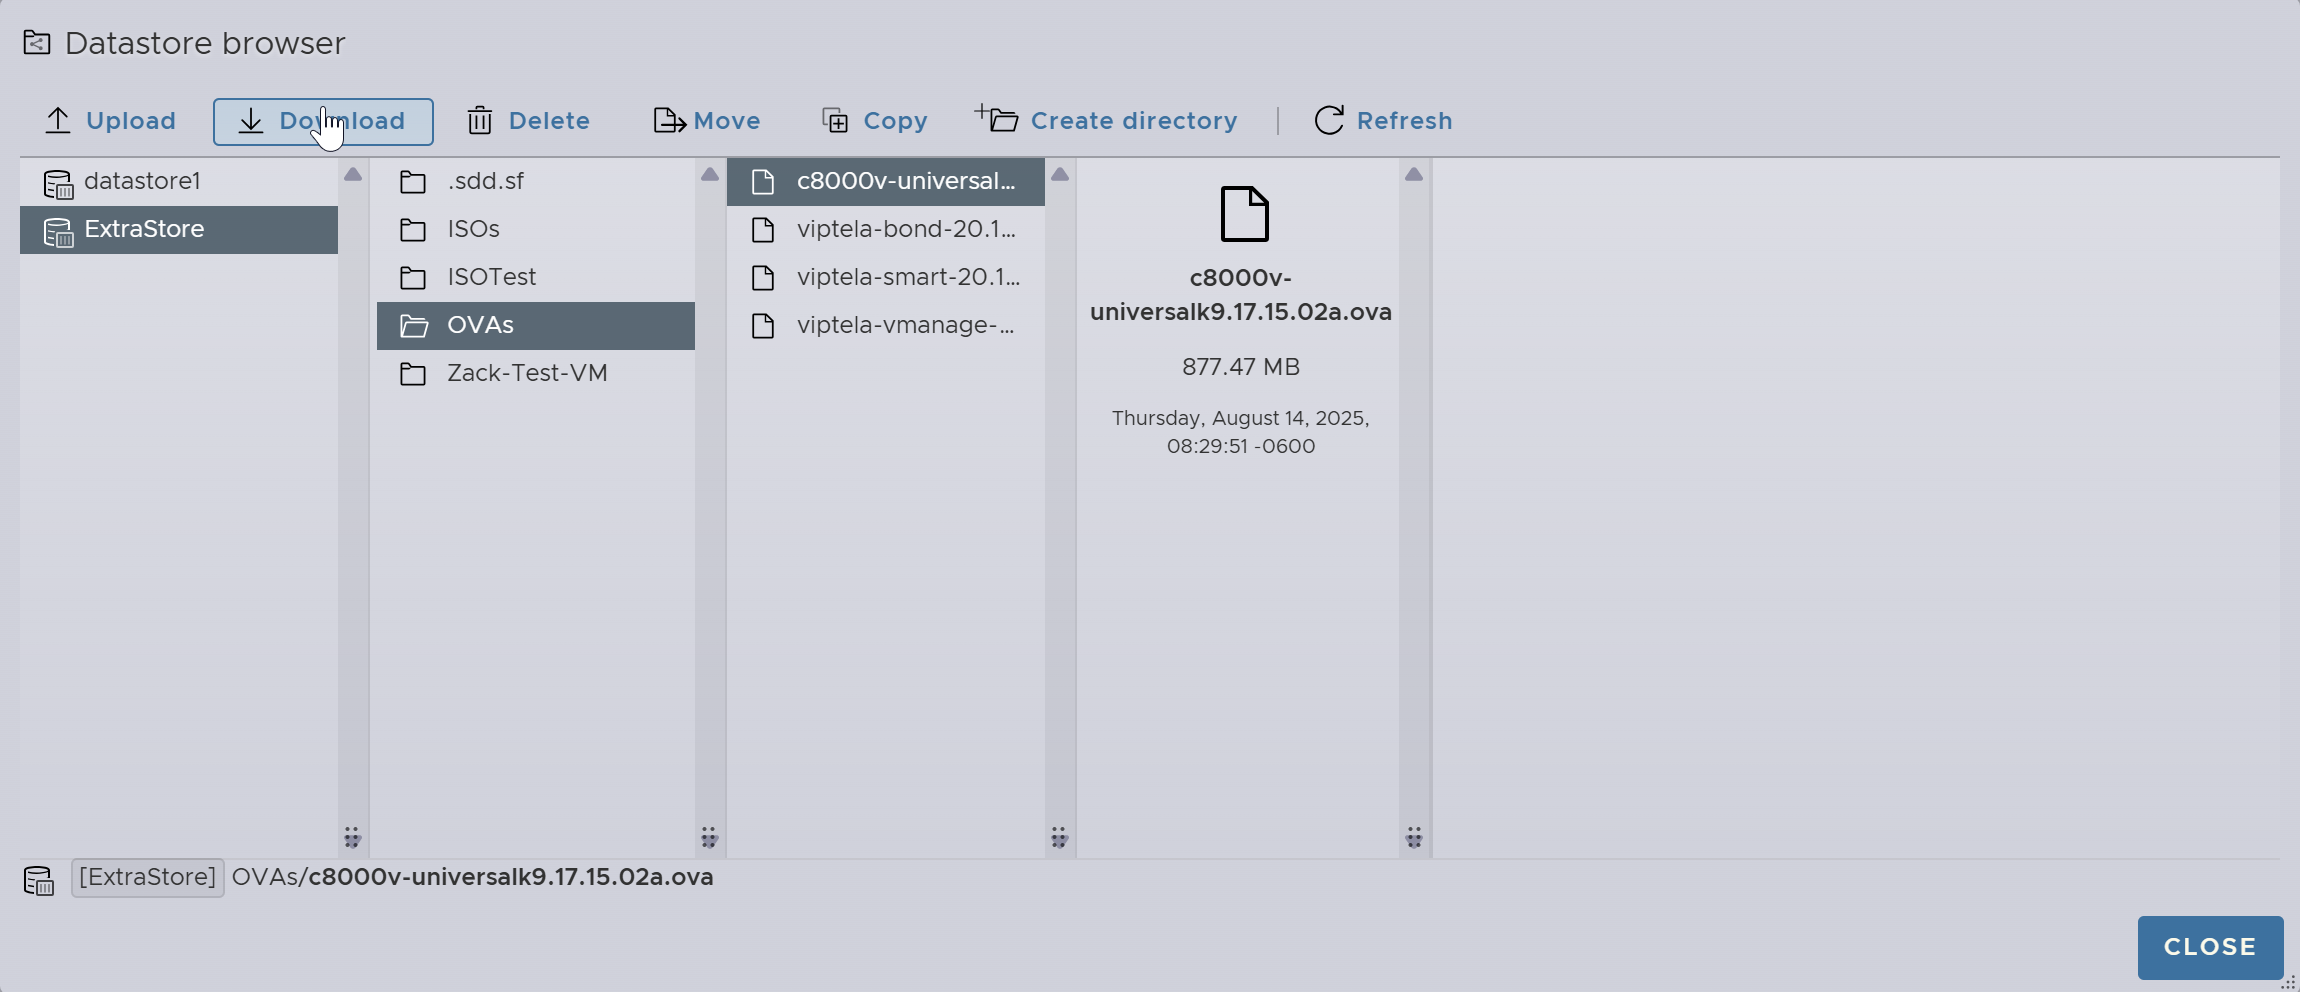 Datastore browser
Upload
Download
Delete
Move
Copy
Create directory
Refresh
datastore1
ExtraStore
.sdd.sf
ISOs
ISOTest
OVAs
Zack-Test-VM
c8000v-universal...
viptela-bond-20.1...
viptela-smart-20.1...
viptela-vmanage-...
c8000v-
universalk9.17.15.02a.ova
877.47 MB
Thursday, August 14, 2025,
08:29:51 -0600
[ExtraStore] OVAs/c8000v-universalk9.17.15.02a.ova
CLOSE